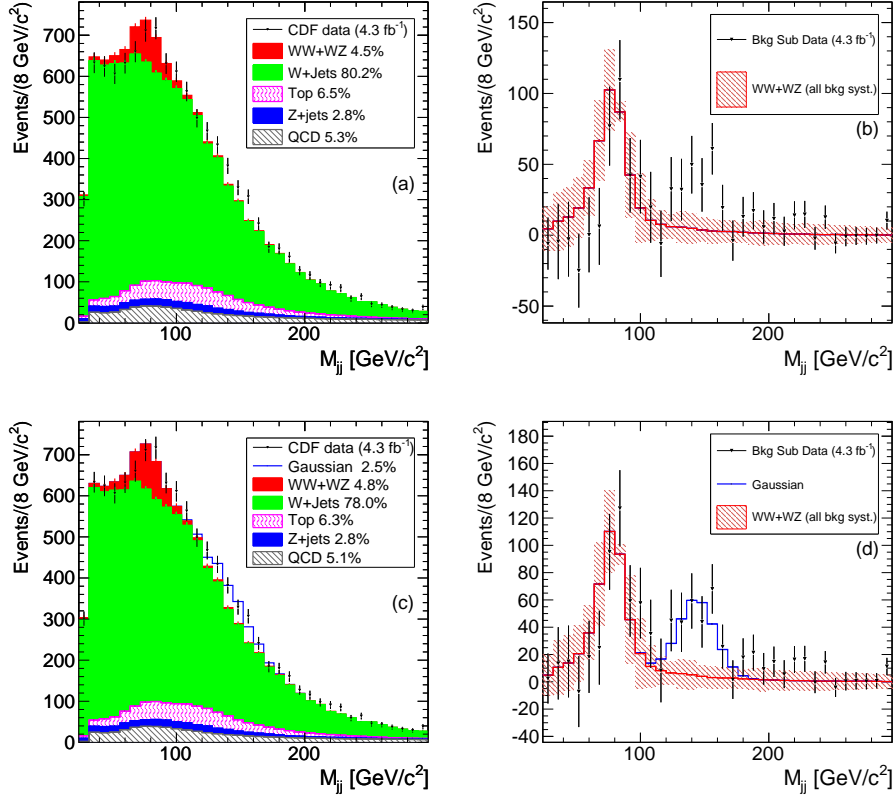 Events/(8 GeV/c²)
700
600
500
400
300
200
100
0
CDF data (4.3 fb⁻¹)
WW+WZ 4.5%
W+Jets 80.2%
Top 6.5%
Z+jets 2.8%
QCD 5.3%
(a)
100
200
M_jj [GeV/c²]
Events/(8 GeV/c²)
150
100
50
0
-50
Bkg Sub Data (4.3 fb⁻¹)
WW+WZ (all bkg syst.)
(b)
100
200
M_jj [GeV/c²]
Events/(8 GeV/c²)
700
600
500
400
300
200
100
0
CDF data (4.3 fb⁻¹)
Gaussian 2.5%
WW+WZ 4.8%
W+Jets 78.0%
Top 6.3%
Z+jets 2.8%
QCD 5.1%
(c)
100
200
M_jj [GeV/c²]
Events/(8 GeV/c²)
180
160
140
120
100
80
60
40
20
0
-20
-40
Bkg Sub Data (4.3 fb⁻¹)
Gaussian
WW+WZ (all bkg syst.)
(d)
100
200
M_jj [GeV/c²]